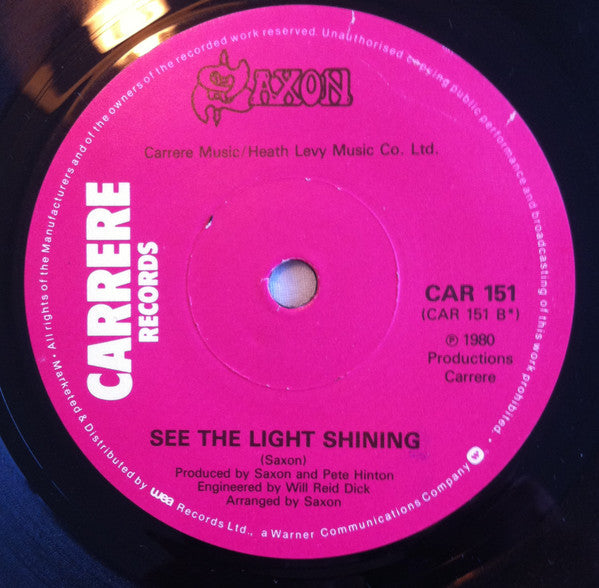 SAXON
Carrere Music/Heath Levy Music Co. Ltd.
CARRERE
RECORDS
CAR 151
(CAR 151 B*)
℗ 1980
Productions
Carrere
SEE THE LIGHT SHINING
(Saxon)
Produced by Saxon and Pete Hinton
Engineered by Will Reid Dick
Arranged by Saxon
• All rights of the Manufacturers and of the owners of the recorded work reserved. Unauthorised copying public performance and broadcasting of this work prohibited. •
Marketed & Distributed by wea Records Ltd., a Warner Communications Company W